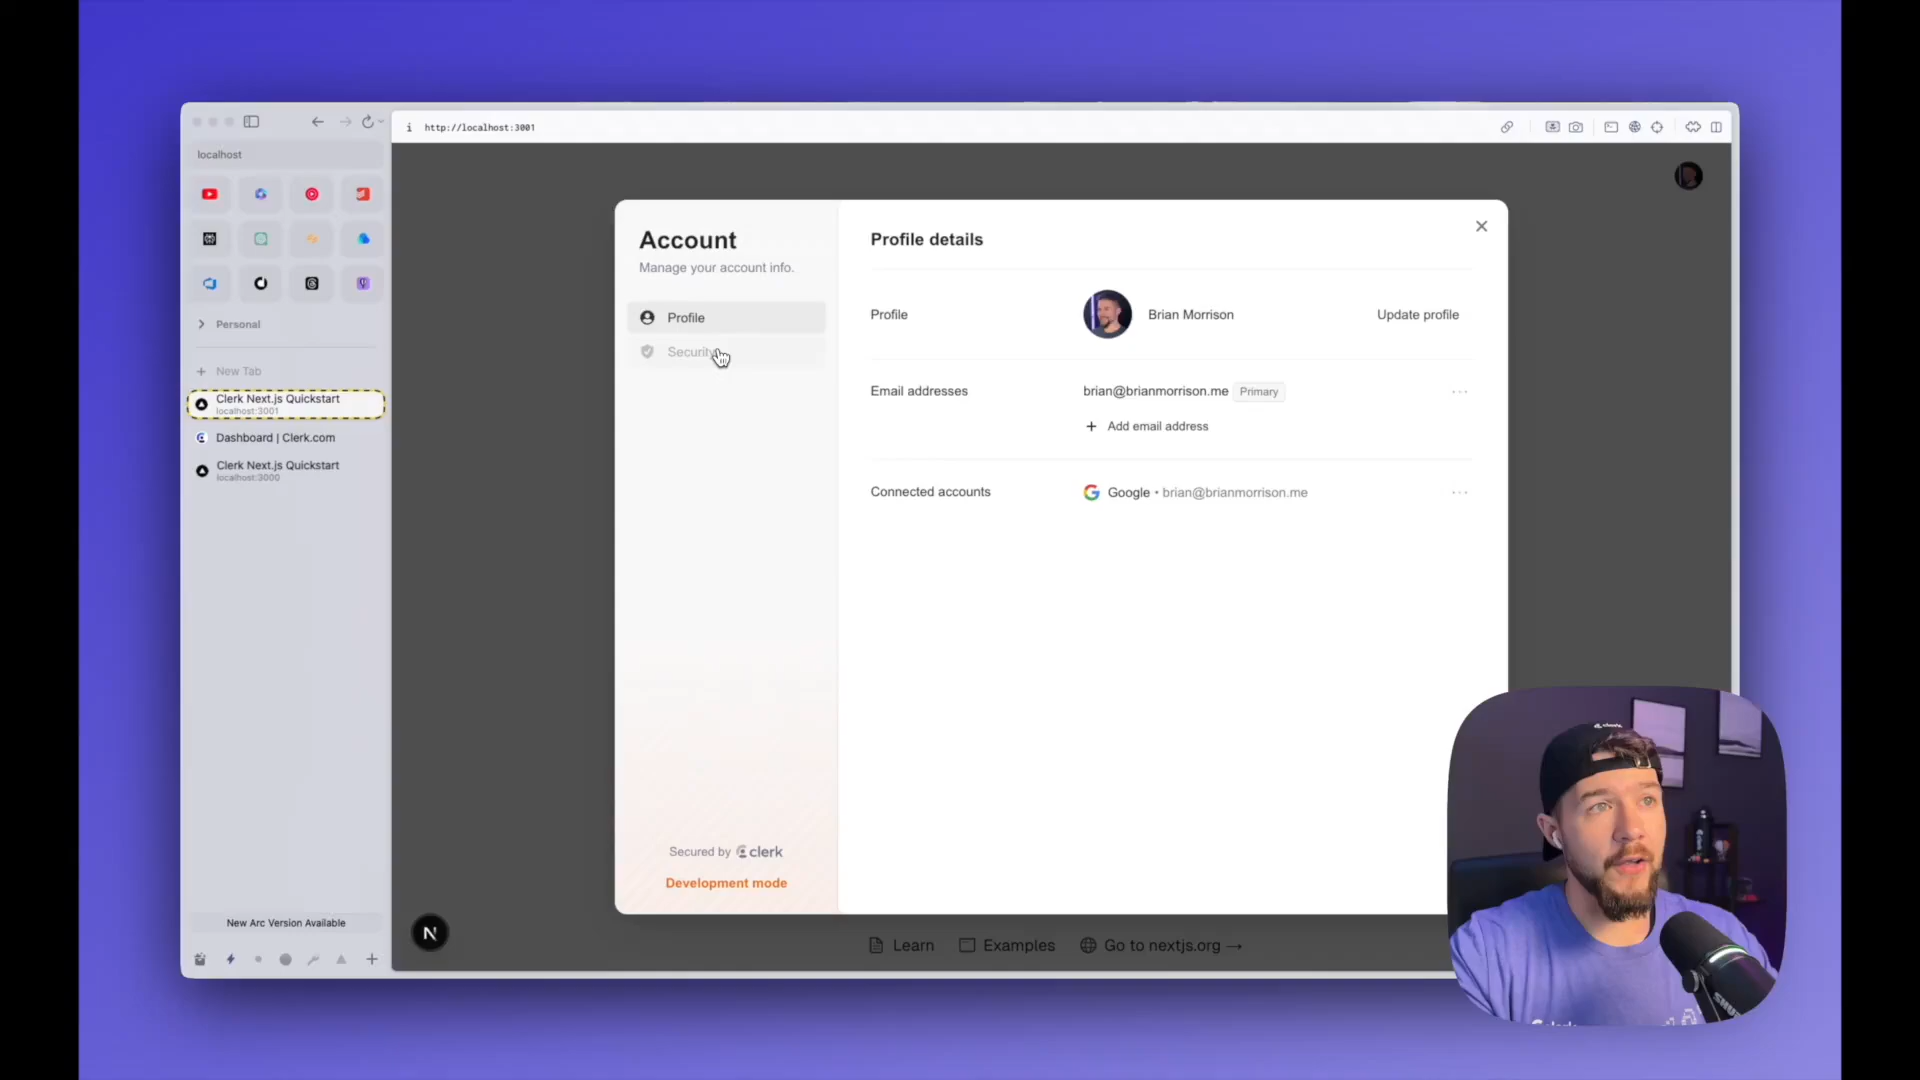 http://localhost:3001
localhost
Personal
New Tab
Clerk Next.js Quickstart
localhost:3001
Dashboard | Clerk.com
Clerk Next.js Quickstart
localhost:3000
New Arc Version Available
Account
Manage your account info.
Profile
Security
Secured by clerk
Development mode
Profile details
Profile
Brian Morrison
Update profile
Email addresses
brian@brianmorrison.me Primary
Add email address
Connected accounts
Google • brian@brianmorrison.me
Learn
Examples
Go to nextjs.org →
N
clerk
SHURE